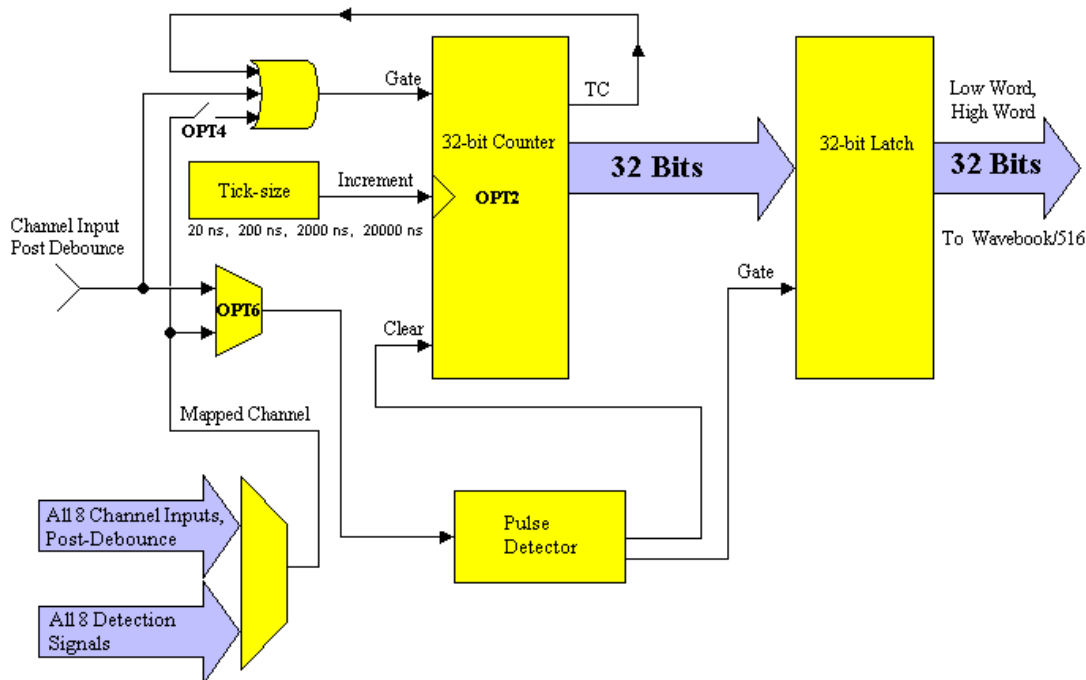 Gate
TC
OPT4
32-bit Counter
OPT2
32 Bits
32-bit Latch
Low Word,
High Word
32 Bits
To Wavebook/516
Tick-size
Increment
20 ns, 200 ns, 2000 ns, 20000 ns
Channel Input
Post Debounce
OPT6
Clear
Gate
Mapped Channel
All 8 Channel Inputs,
Post-Debounce
All 8 Detection
Signals
Pulse
Detector